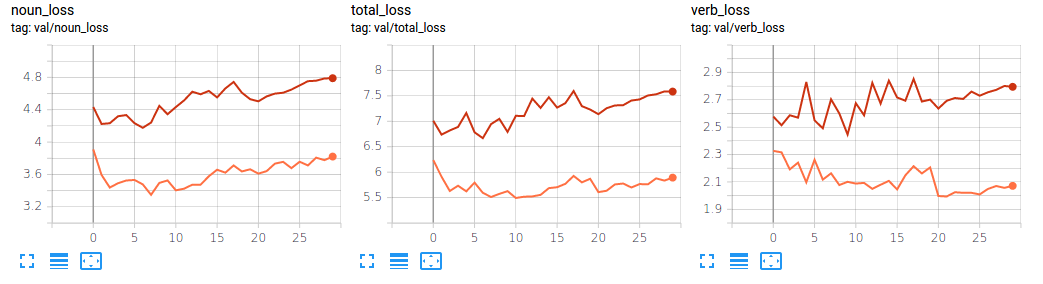 noun_loss
tag: val/noun_loss
4.8
4.4
4
3.6
3.2
0 5 10 15 20 25
total_loss
tag: val/total_loss
8
7.5
7
6.5
6
5.5
0 5 10 15 20 25
verb_loss
tag: val/verb_loss
2.9
2.7
2.5
2.3
2.1
1.9
0 5 10 15 20 25